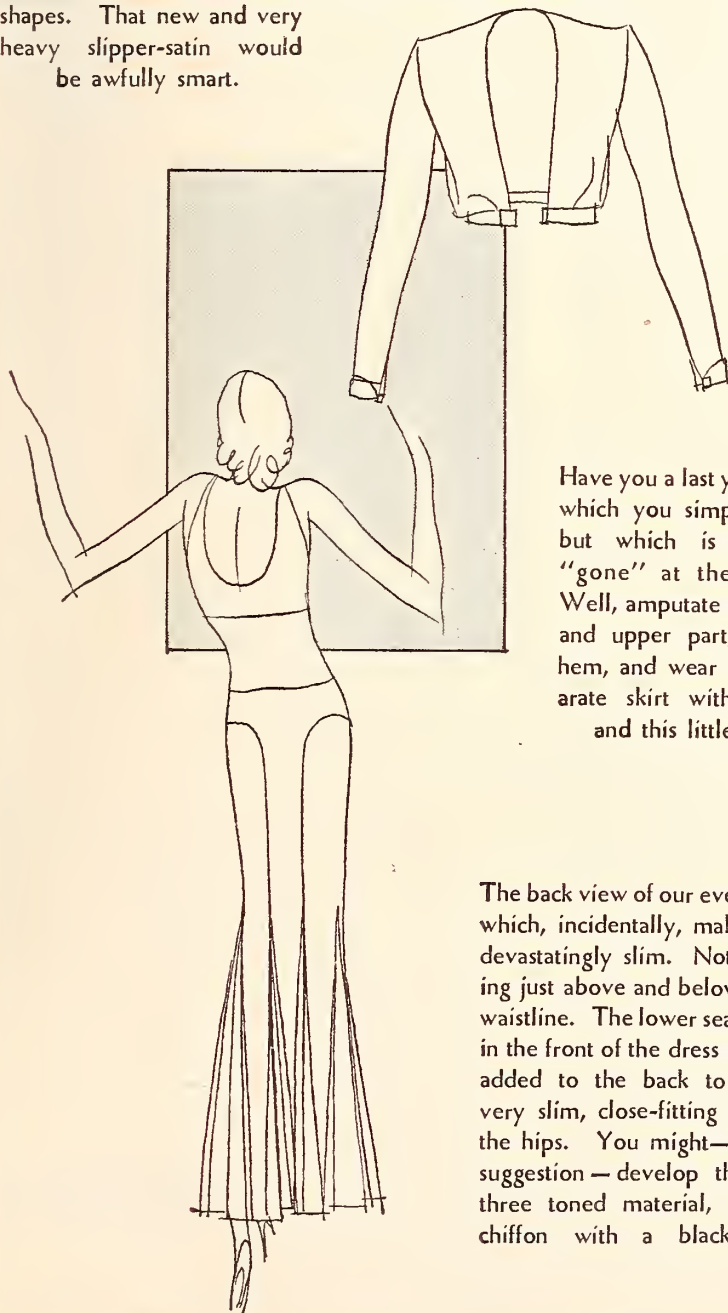 shapes. That new and very
heavy slipper-satin would
be awfully smart.
Have you a last y
which you simp
but which is
“gone” at the
Well, amputate
and upper part
hem, and wear
arate skirt with
and this little
The back view of our eve
which, incidentally, mal
devastatingly slim. Not
ing just above and below
waistline. The lower sea
in the front of the dress
added to the back to
very slim, close-fitting
the hips. You might—
suggestion — develop th
three toned material,
chiffon with a black